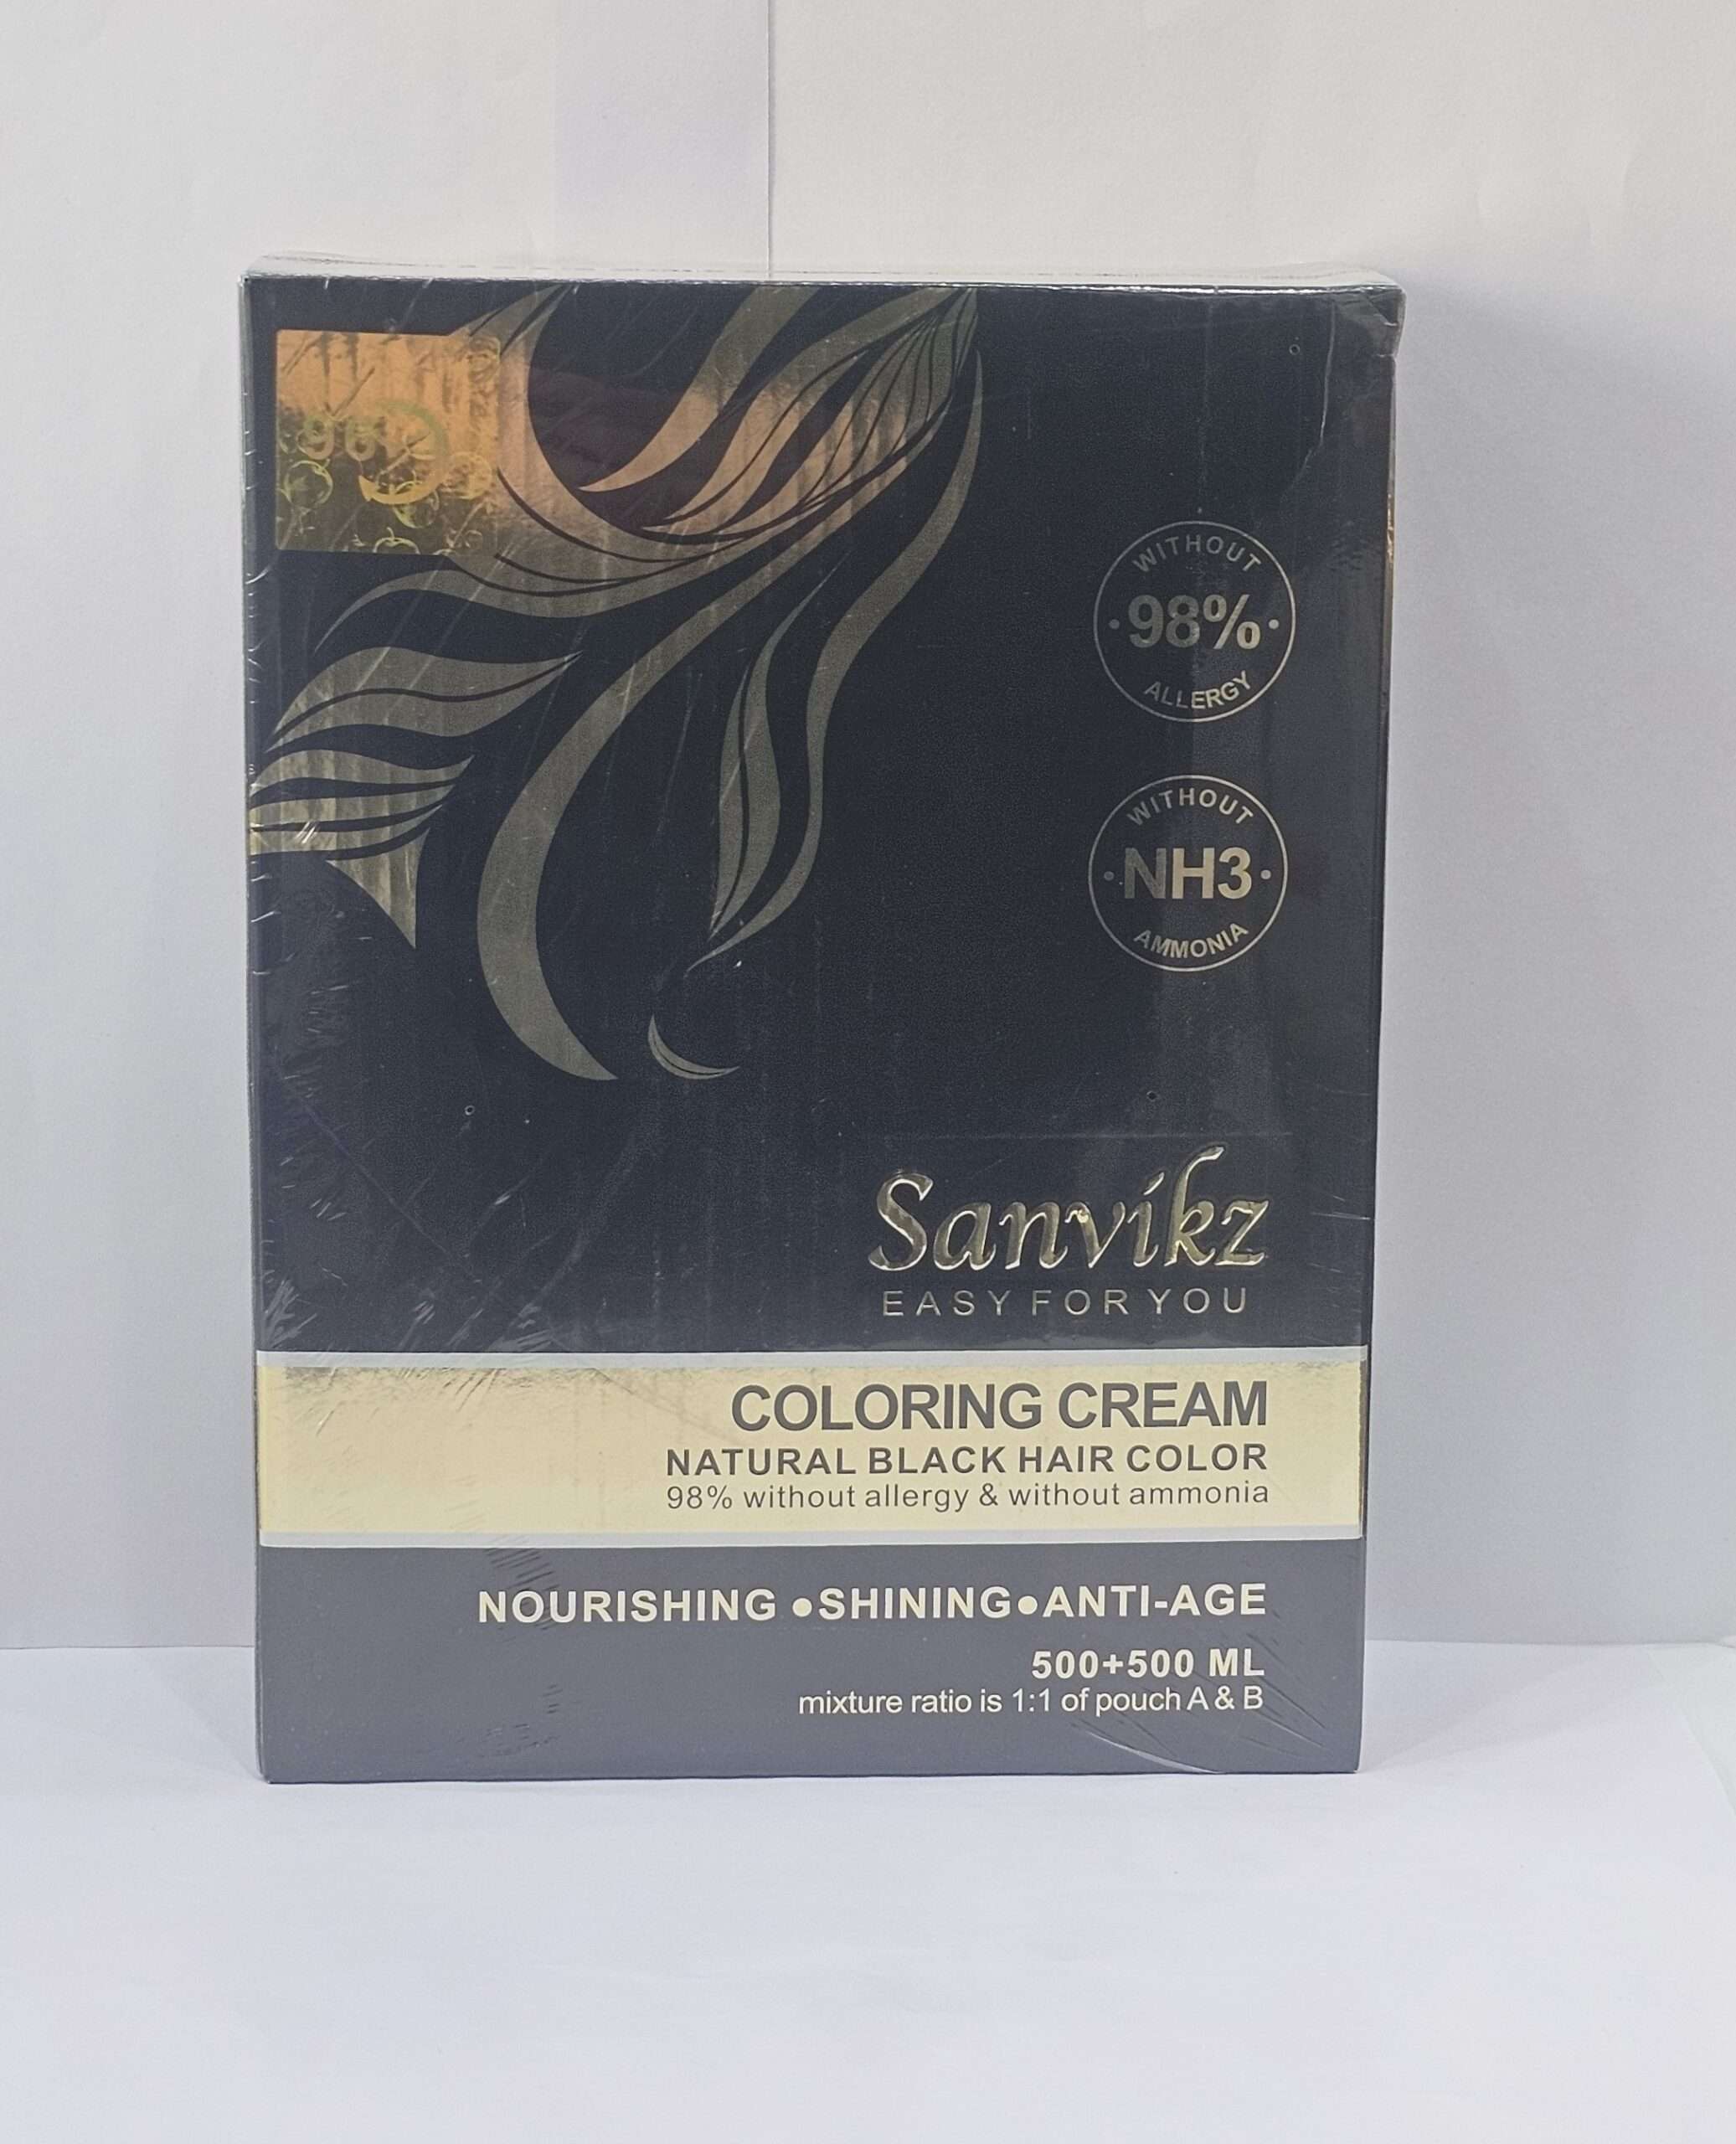 WITHOUT
98%
ALLERGY
WITHOUT
NH3
AMMONIA
Sanvikz
EASY FOR YOU
COLORING CREAM
NATURAL BLACK HAIR COLOR
98% without allergy & without ammonia
NOURISHING •SHINING•ANTI-AGE
500+500 ML
mixture ratio is 1:1 of pouch A & B